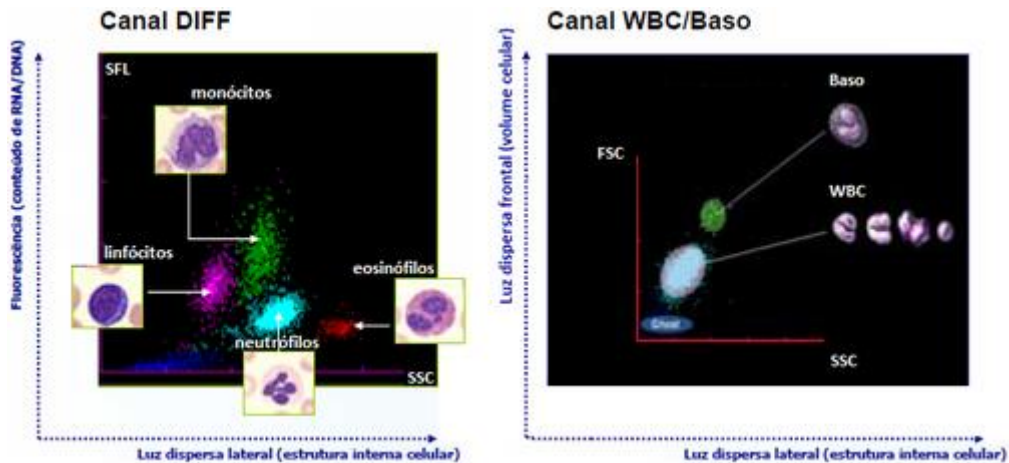 Canal DIFF
Canal WBC/Baso
Fluorescência (conteúdo de RNA/DNA)
SFL
monócitos
linfócitos
eosinófilos
neutrófilos
SSC
Luz dispersa lateral (estrutura interna celular)
Luz dispersa frontal (volume celular)
Baso
FSC
WBC
Ghost
SSC
Luz dispersa lateral (estrutura interna celular)